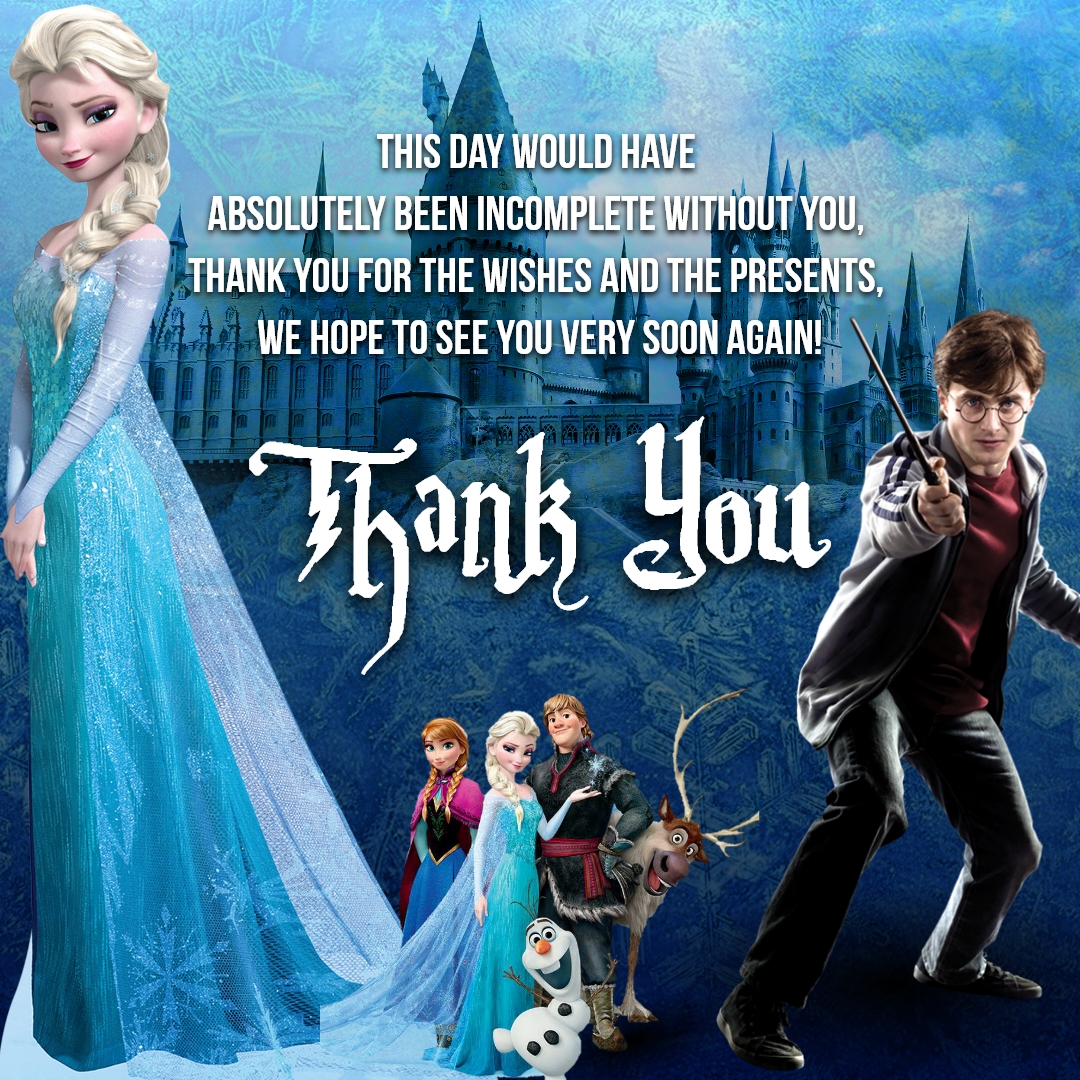 THIS DAY WOULD HAVE
ABSOLUTELY BEEN INCOMPLETE WITHOUT YOU,
THANK YOU FOR THE WISHES AND THE PRESENTS,
WE HOPE TO SEE YOU VERY SOON AGAIN!
Thank You